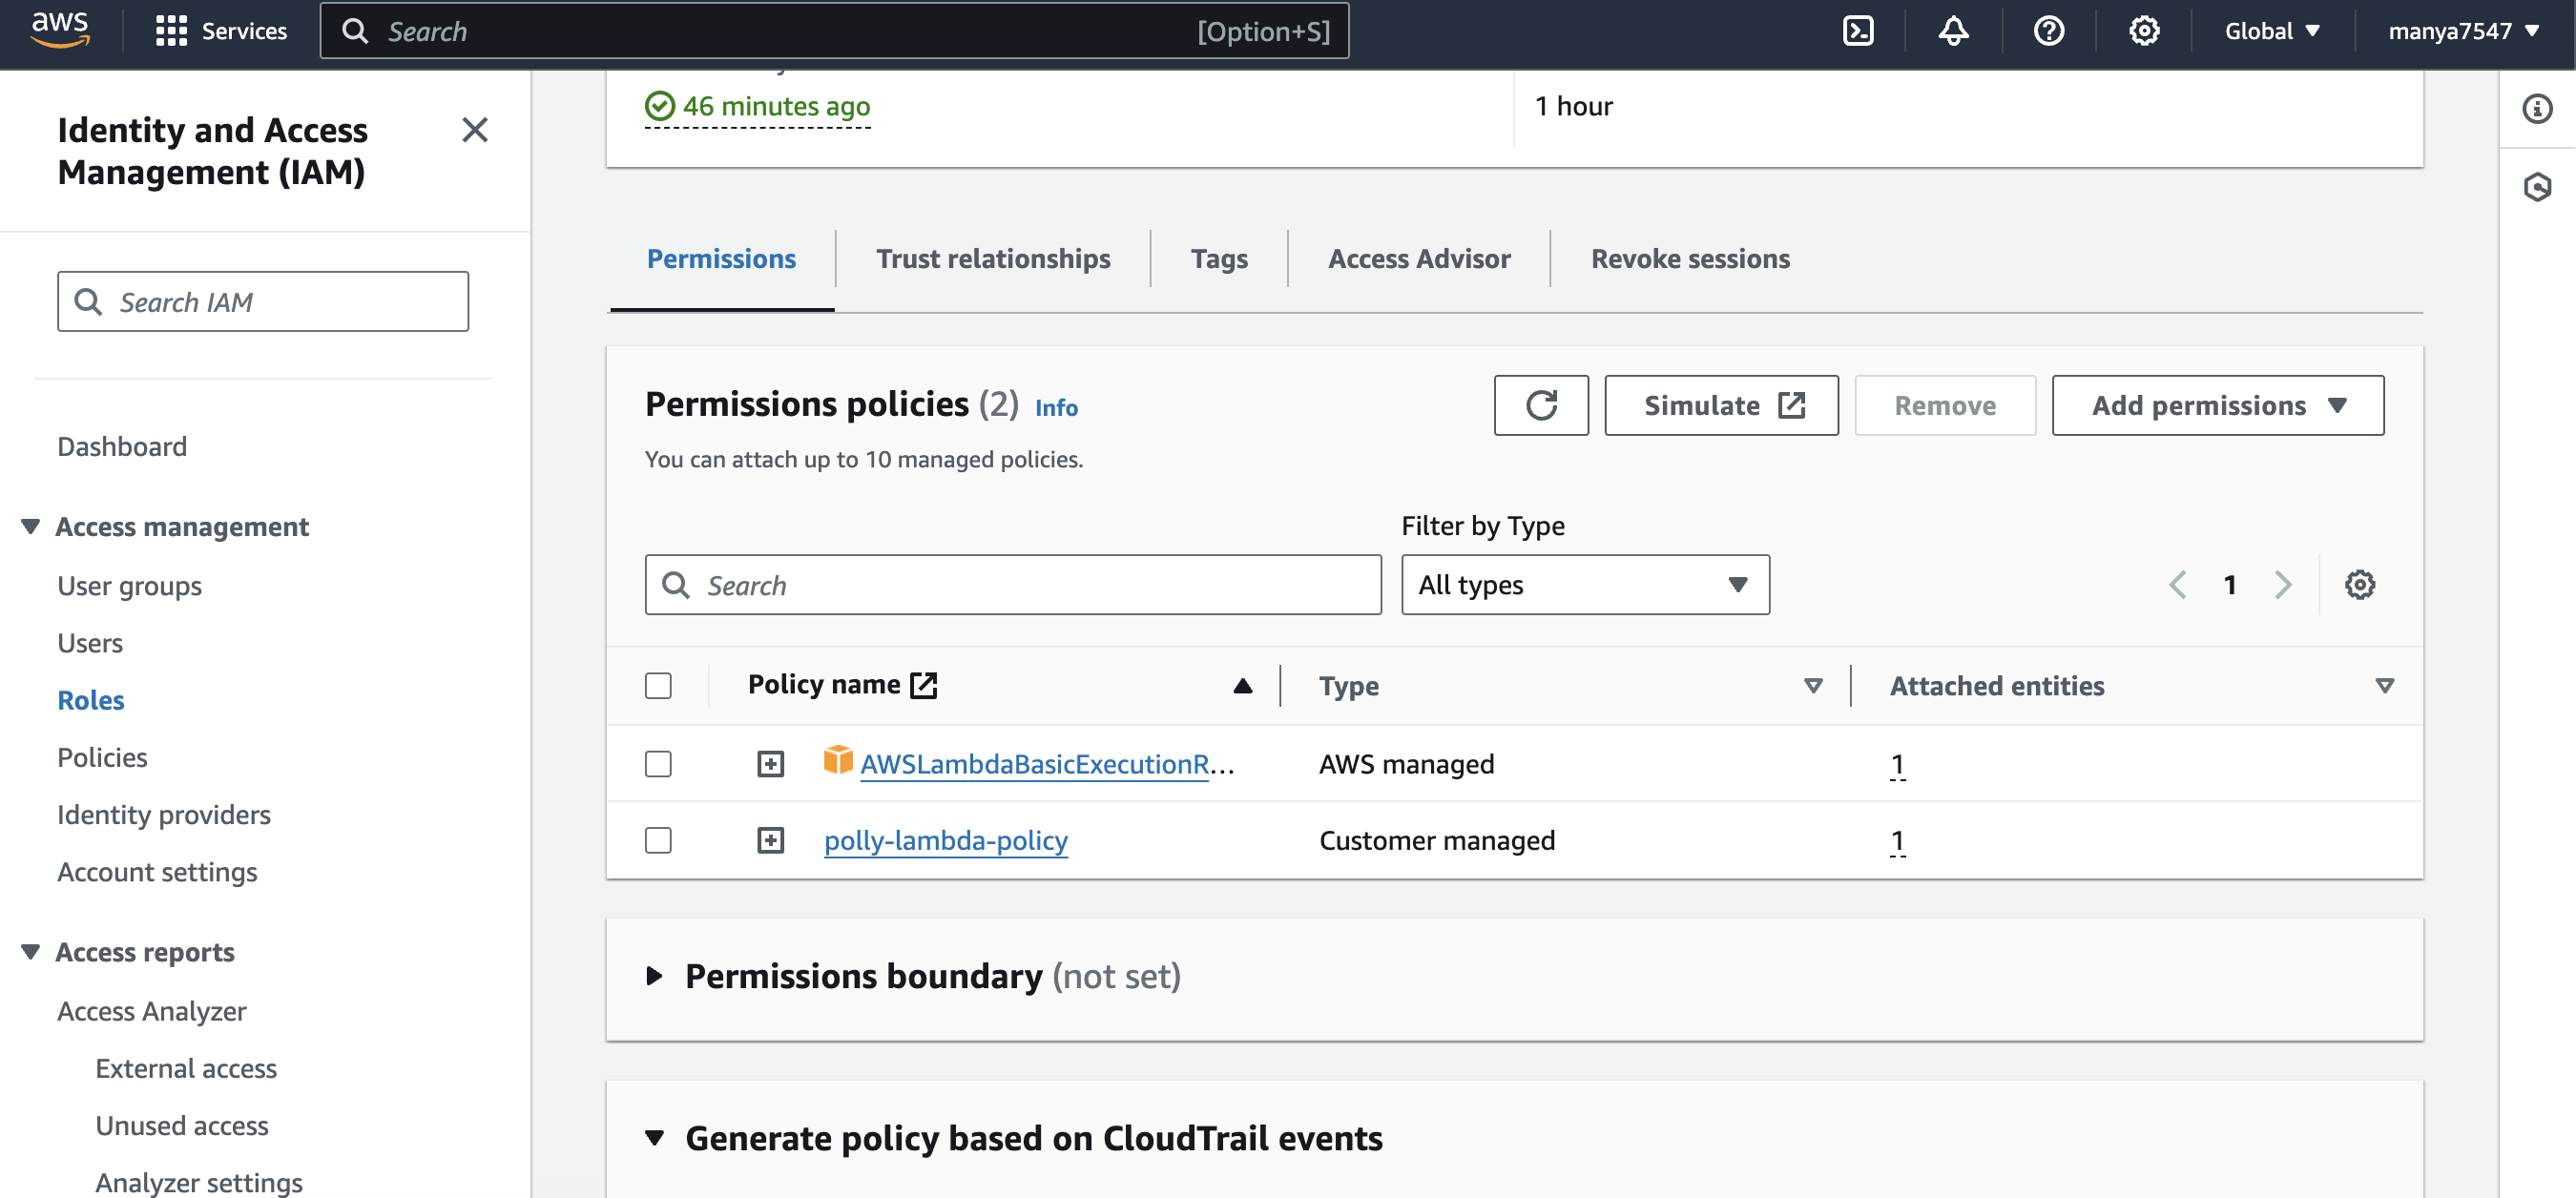 aws
Services
Search
[Option+S]
Global
manya7547
Identity and Access
Management (IAM)
Search IAM
Dashboard
Access management
User groups
Users
Roles
Policies
Identity providers
Account settings
Access reports
Access Analyzer
External access
Unused access
Analyzer settings
46 minutes ago
1 hour
Permissions
Trust relationships
Tags
Access Advisor
Revoke sessions
Permissions policies (2) Info
Simulate
Remove
Add permissions
You can attach up to 10 managed policies.
Filter by Type
Search
All types
1
Policy name
Type
Attached entities
AWSLambdaBasicExecutionR...
AWS managed
1
polly-lambda-policy
Customer managed
1
Permissions boundary (not set)
Generate policy based on CloudTrail events